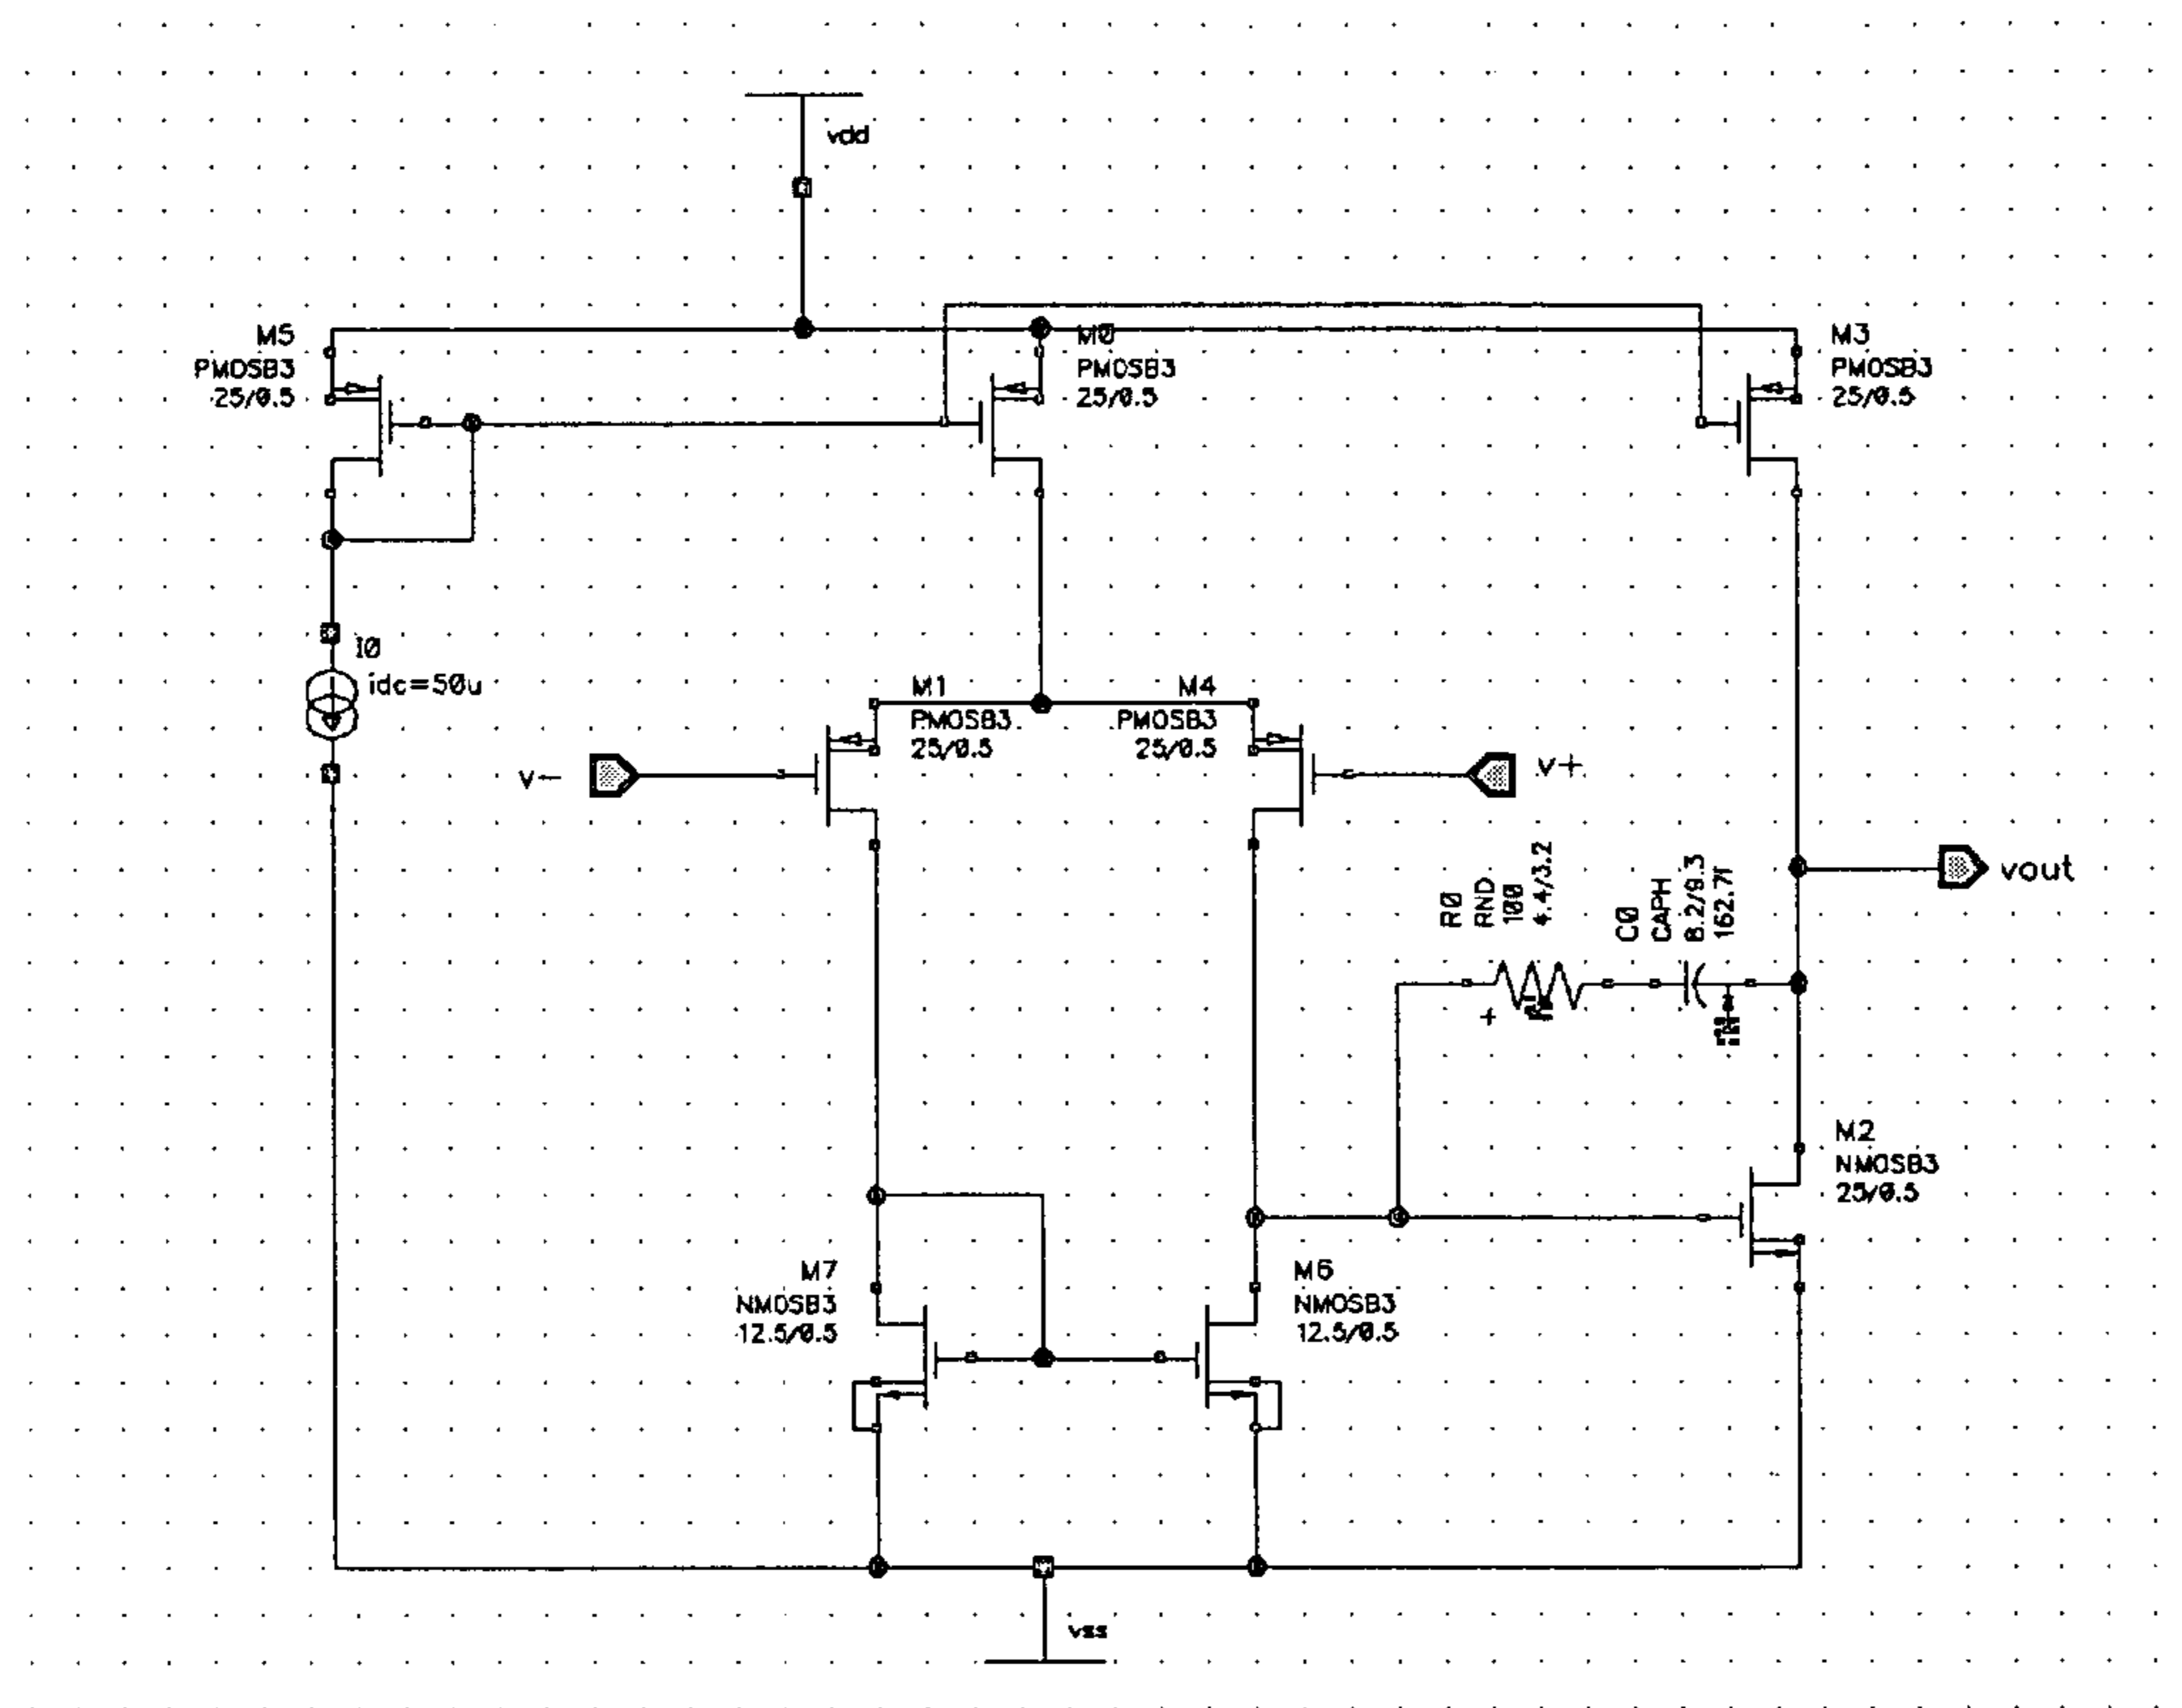 vdd
M5
PMOSB3
25/0.5
M0
PMOSB3
25/0.5
M3
PMOSB3
25/0.5
I0
idc=50u
M1
PMOSB3
25/0.5
M4
PMOSB3
25/0.5
v-
v+
R0
RND
100
4.4/3.2
C0
CAPH
8.2/9.3
162.7f
+
vout
M2
NMOSB3
25/0.5
M7
NMOSB3
12.5/0.5
M6
NMOSB3
12.5/0.5
vss